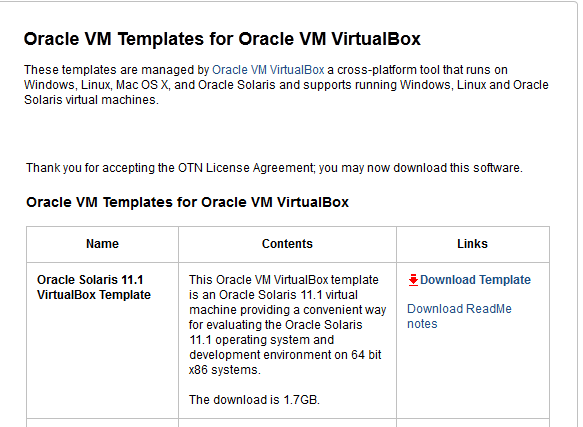 Oracle VM Templates for Oracle VM VirtualBox
These templates are managed by Oracle VM VirtualBox a cross-platform tool that runs on
Windows, Linux, Mac OS X, and Oracle Solaris and supports running Windows, Linux and Oracle
Solaris virtual machines.
Thank you for accepting the OTN License Agreement; you may now download this software.
Oracle VM Templates for Oracle VM VirtualBox
Name Contents Links
Oracle Solaris 11.1
VirtualBox Template
This Oracle VM VirtualBox template
is an Oracle Solaris 11.1 virtual
machine providing a convenient way
for evaluating the Oracle Solaris
11.1 operating system and
development environment on 64 bit
x86 systems.
The download is 1.7GB.
Download Template
Download ReadMe
notes